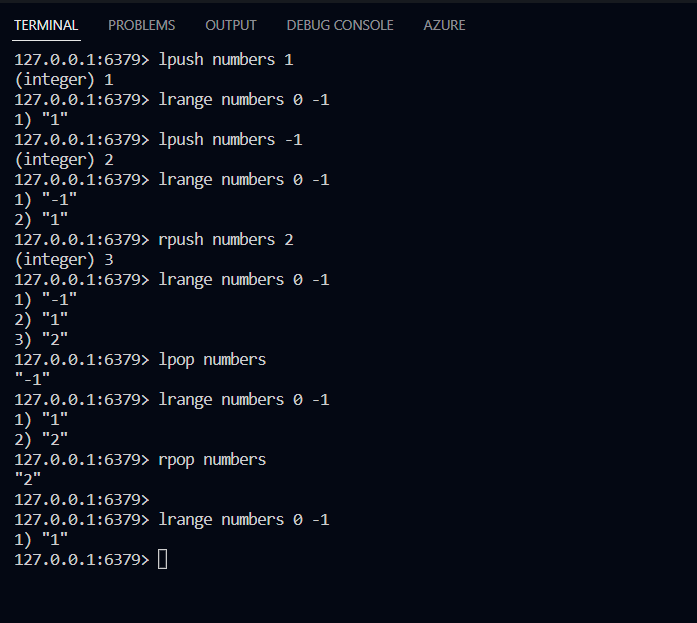 TERMINAL PROBLEMS OUTPUT DEBUG CONSOLE AZURE
127.0.0.1:6379> lpush numbers 1
(integer) 1
127.0.0.1:6379> lrange numbers 0 -1
1) "1"
127.0.0.1:6379> lpush numbers -1
(integer) 2
127.0.0.1:6379> lrange numbers 0 -1
1) "-1"
2) "1"
127.0.0.1:6379> rpush numbers 2
(integer) 3
127.0.0.1:6379> lrange numbers 0 -1
1) "-1"
2) "1"
3) "2"
127.0.0.1:6379> lpop numbers
"-1"
127.0.0.1:6379> lrange numbers 0 -1
1) "1"
2) "2"
127.0.0.1:6379> rpop numbers
"2"
127.0.0.1:6379>
127.0.0.1:6379> lrange numbers 0 -1
1) "1"
127.0.0.1:6379>